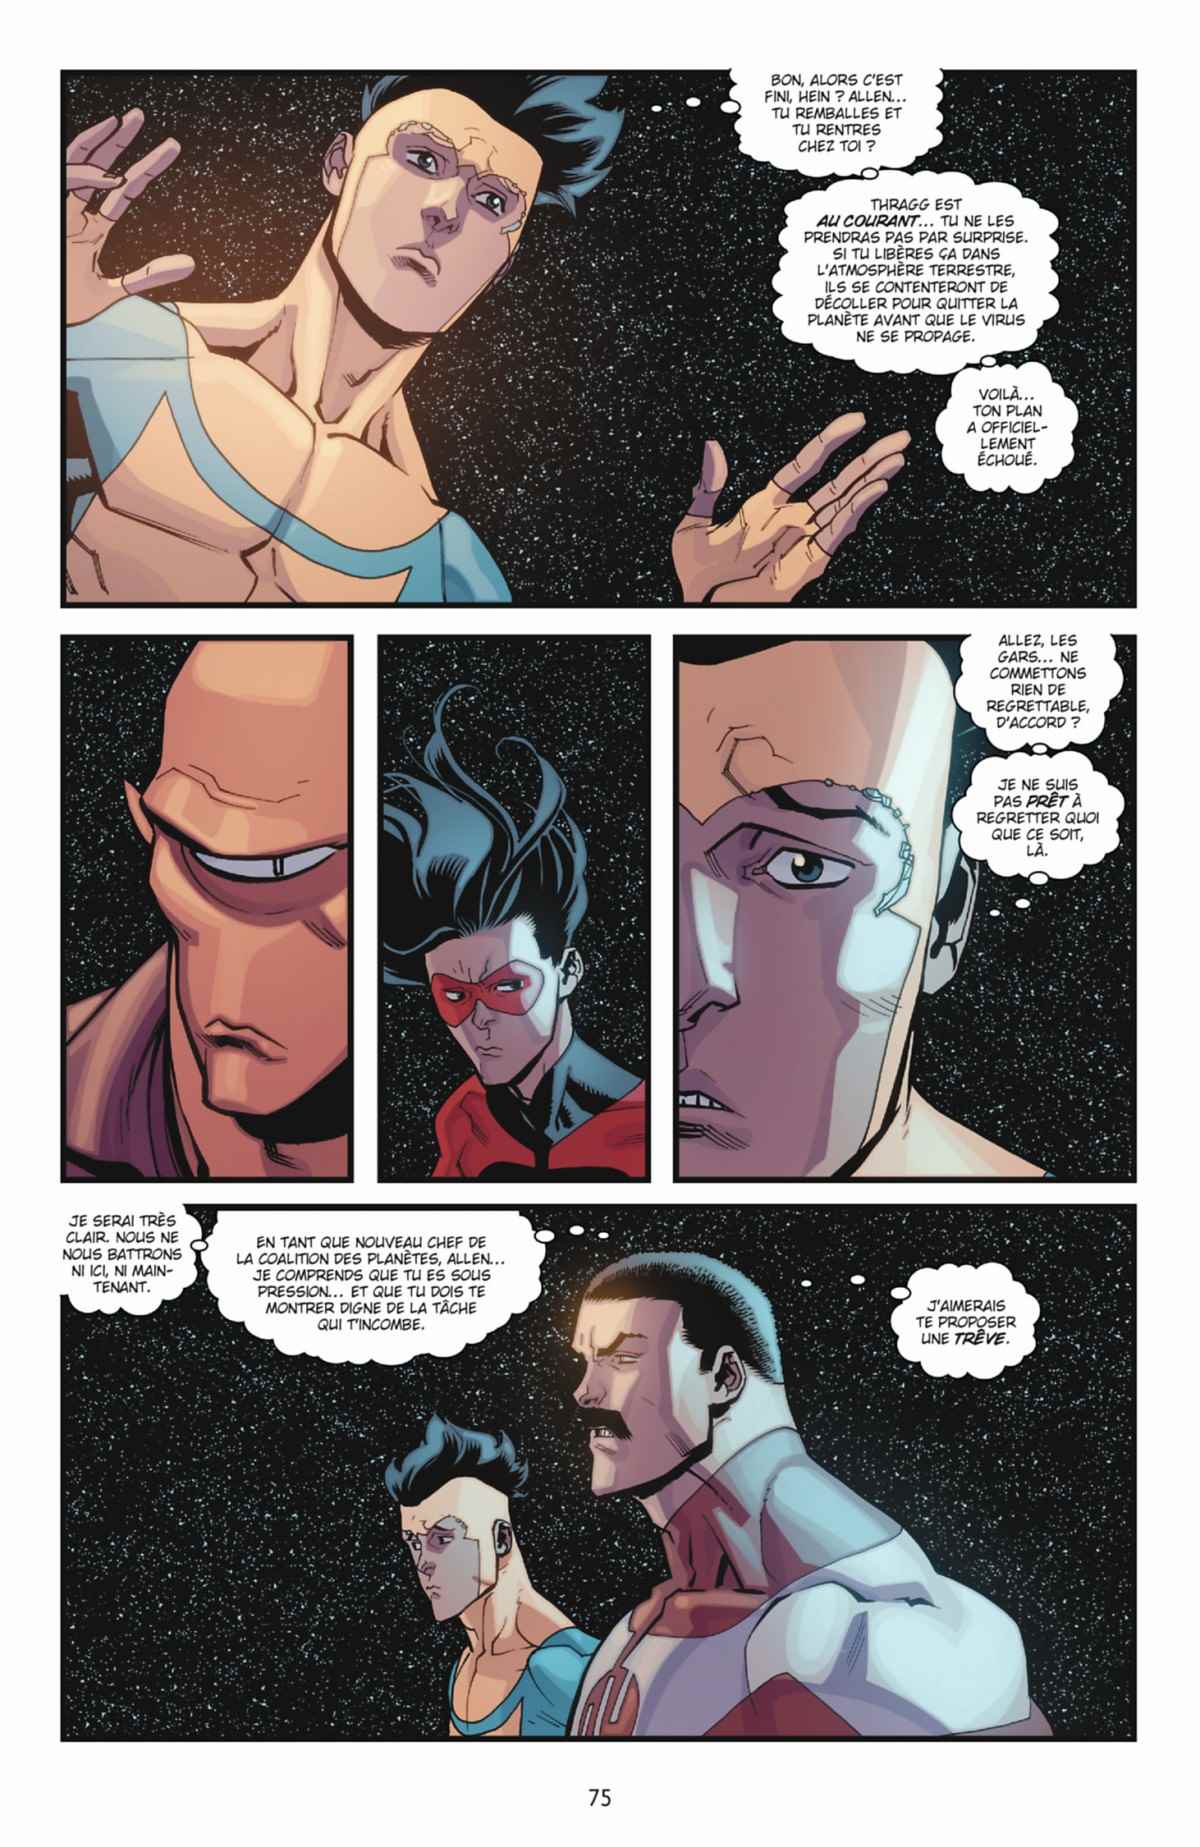 BON, ALORS C'EST
FINI, HEIN ? ALLEN...
TU REMBALLES ET
TU RENTRES
CHEZ TOI ?
THRAGG EST
AU COURANT... TU NE LES
PRENDRAS PAS PAR SURPRISE.
SI TU LIBÈRES ÇA DANS
L'ATMOSPHÈRE TERRESTRE,
ILS SE CONTENTERONT DE
DÉCOLLER POUR QUITTER LA
PLANÈTE AVANT QUE LE VIRUS
NE SE PROPAGE.
VOILÀ...
TON PLAN
A OFFICIEL-
LEMENT
ÉCHOUÉ.
ALLEZ, LES
GARS... NE
COMMETTONS
RIEN DE
REGRETTABLE,
D'ACCORD ?
JE NE SUIS
PAS PRÊT À
REGRETTER QUOI
QUE CE SOIT,
LÀ.
JE SERAI TRÈS
CLAIR. NOUS NE
NOUS BATTRONS
NI ICI, NI MAIN-
TENANT.
EN TANT QUE NOUVEAU CHEF DE
LA COALITION DES PLANÈTES, ALLEN...
JE COMPRENDS QUE TU ES SOUS
PRESSION... ET QUE TU DOIS TE
MONTRER DIGNE DE LA TÂCHE
QUI T'INCOMBE.
J'AIMERAIS
TE PROPOSER
UNE TRÊVE.
75